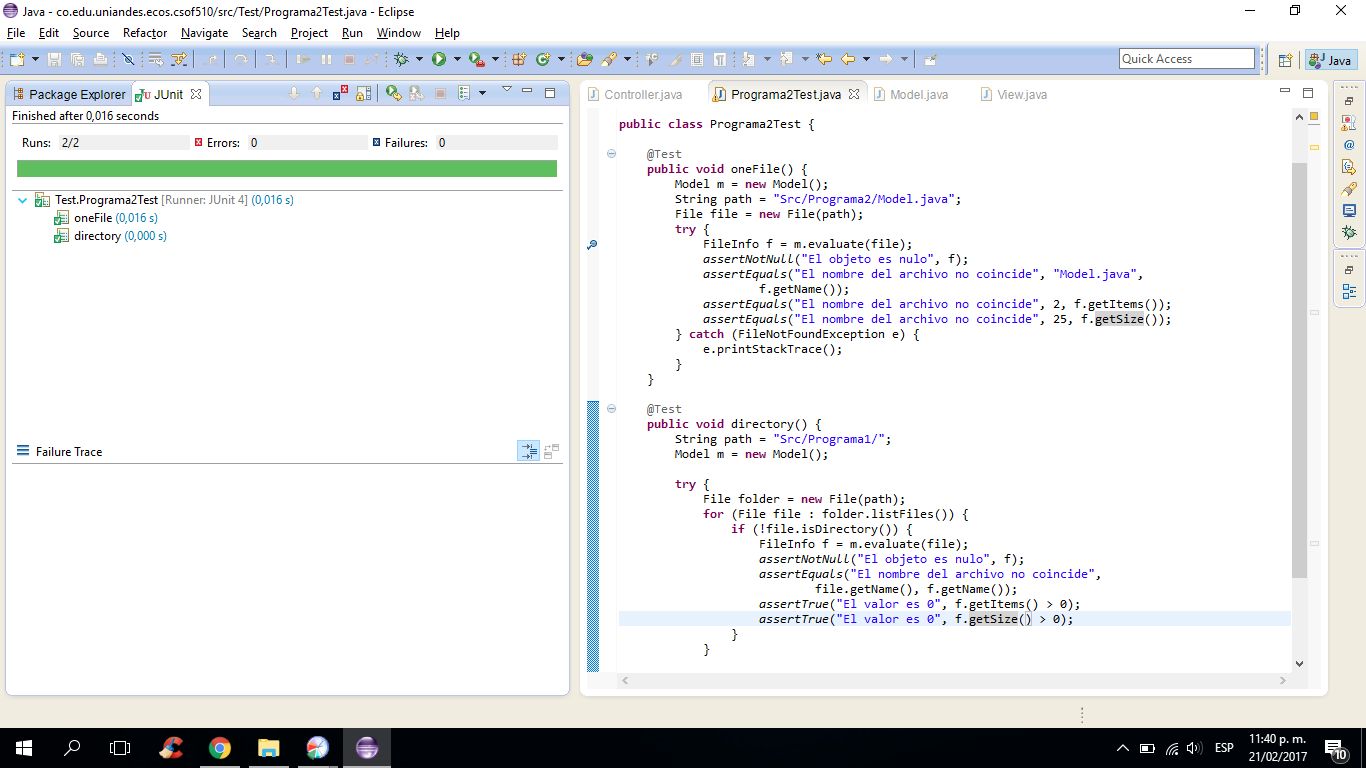 Java - co.edu.uniandes.ecos.csof510/src/Test/Programa2Test.java - Eclipse
File Edit Source Refactor Navigate Search Project Run Window Help
Quick Access
Java
Package Explorer
JUnit
Finished after 0,016 seconds
Runs: 2/2 Errors: 0 Failures: 0
Test.Programa2Test [Runner: JUnit 4] (0,016 s)
oneFile (0,016 s)
directory (0,000 s)
Failure Trace
Controller.java Programa2Test.java Model.java View.java
public class Programa2Test {
@Test
public void oneFile() {
Model m = new Model();
String path = "Src/Programa2/Model.java";
File file = new File(path);
try {
FileInfo f = m.evaluate(file);
assertNotNull("El objeto es nulo", f);
assertEquals("El nombre del archivo no coincide", "Model.java",
f.getName());
assertEquals("El nombre del archivo no coincide", 2, f.getItems());
assertEquals("El nombre del archivo no coincide", 25, f.getSize());
} catch (FileNotFoundException e) {
e.printStackTrace();
}
}
@Test
public void directory() {
String path = "Src/Programa1/";
Model m = new Model();
try {
File folder = new File(path);
for (File file : folder.listFiles()) {
if (!file.isDirectory()) {
FileInfo f = m.evaluate(file);
assertNotNull("El objeto es nulo", f);
assertEquals("El nombre del archivo no coincide",
file.getName(), f.getName());
assertTrue("El valor es 0", f.getItems() > 0);
assertTrue("El valor es 0", f.getSize() > 0);
}
}
ESP
11:40 p. m.
21/02/2017
10